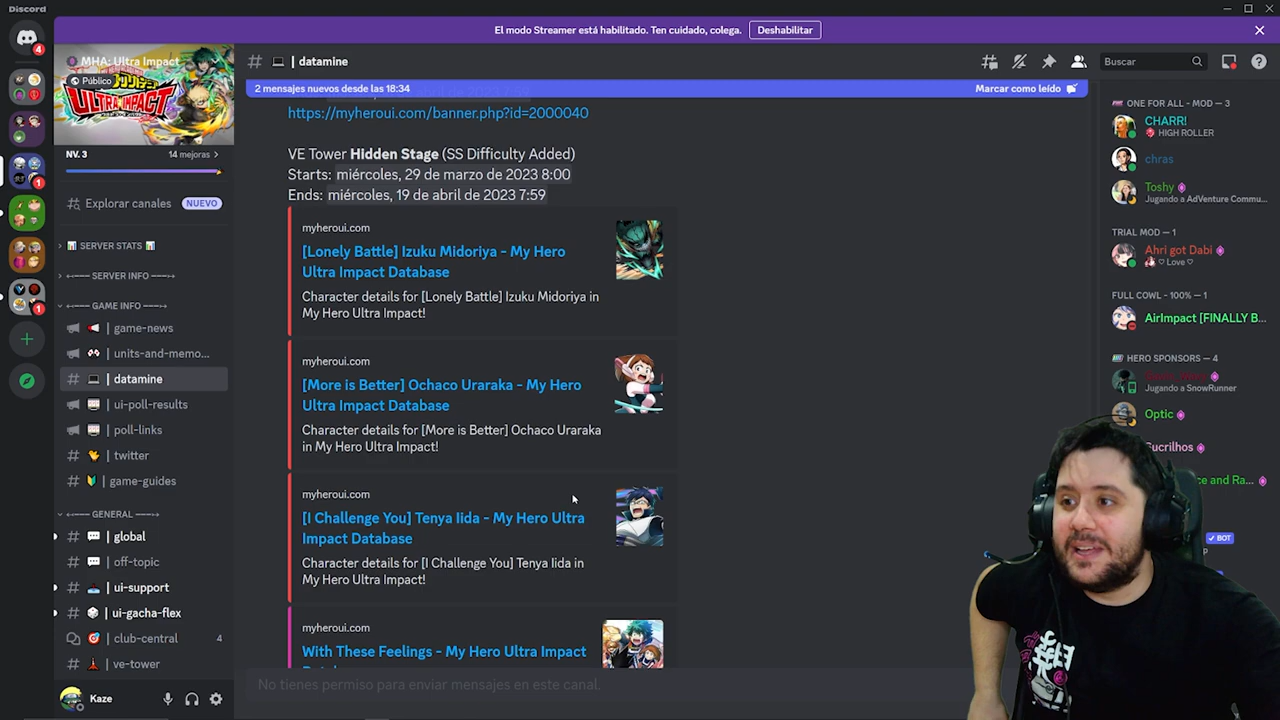 Discord
El modo Streamer está habilitado. Ten cuidado, colega.
Deshabilitar
4
MHA: Ultra Impact
Público
ULTRA IMPACT
NV. 3
14 mejoras
Explorar canales
NUEVO
SERVER STATS
SERVER INFO
GAME INFO
| game-news
| units-and-memo...
| datamine
| ui-poll-results
| poll-links
| twitter
| game-guides
GENERAL
| global
| off-topic
| ui-support
| ui-gacha-flex
| club-central
4
| ve-tower
1
1
Kaze
# | datamine
Buscar
2 mensajes nuevos desde las 18:34
Marcar como leído
https://myheroui.com/banner.php?id=2000040
VE Tower Hidden Stage (SS Difficulty Added)
Starts: miércoles, 29 de marzo de 2023 8:00
Ends: miércoles, 19 de abril de 2023 7:59
myheroui.com
[Lonely Battle] Izuku Midoriya - My Hero
Ultra Impact Database
Character details for [Lonely Battle] Izuku Midoriya in
My Hero Ultra Impact!
myheroui.com
[More is Better] Ochaco Uraraka - My Hero
Ultra Impact Database
Character details for [More is Better] Ochaco Uraraka
in My Hero Ultra Impact!
myheroui.com
[I Challenge You] Tenya Iida - My Hero Ultra
Impact Database
Character details for [I Challenge You] Tenya Iida in
My Hero Ultra Impact!
myheroui.com
With These Feelings - My Hero Ultra Impact
No tienes permiso para enviar mensajes en este canal.
ONE FOR ALL - MOD — 3
CHARR!
HIGH ROLLER
chras
Toshy
Jugando a AdVenture Commu...
TRIAL MOD — 1
Ahri got Dabi
♡ Love ♡
FULL COWL - 100% — 1
AirImpact [FINALLY B...
HERO SPONSORS — 4
Jugando a SnowRunner
Optic
Sucrilhos
ce and Ra...
BOT